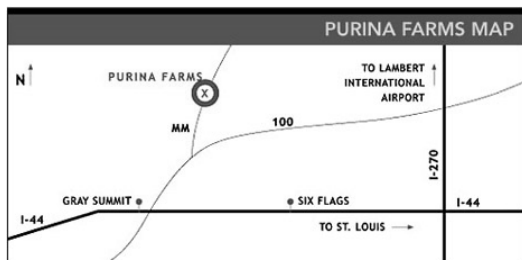 PURINA FARMS MAP
N
PURINA FARMS
X
TO LAMBERT
INTERNATIONAL
AIRPORT
MM
100
I-270
GRAY SUMMIT
SIX FLAGS
I-44
I-44
TO ST. LOUIS